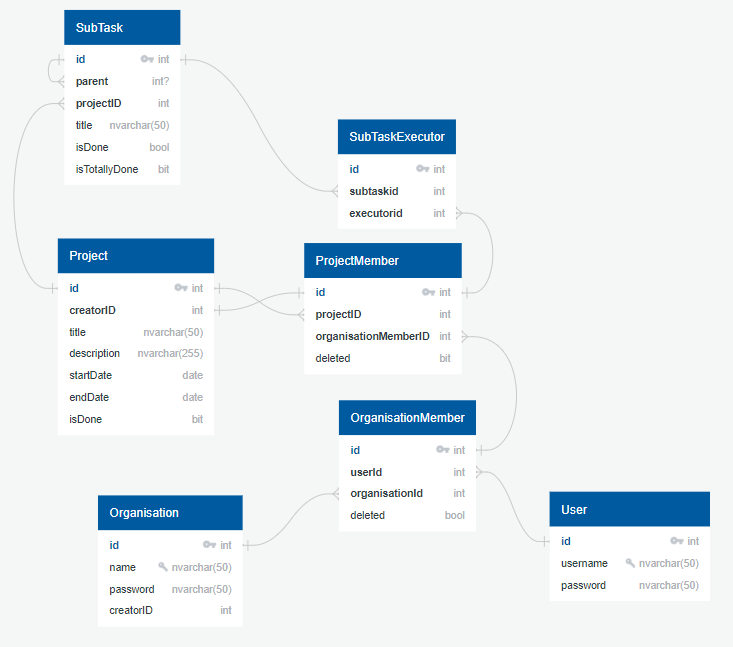 SubTask
id int
parent int?
projectID int
title nvarchar(50)
isDone bool
isTotallyDone bit
SubTaskExecutor
id int
subtaskid int
executorid int
Project
id int
creatorID int
title nvarchar(50)
description nvarchar(255)
startDate date
endDate date
isDone bit
ProjectMember
id int
projectID int
organisationMemberID int
deleted bit
OrganisationMember
id int
userId int
organisationId int
deleted bool
Organisation
id int
name nvarchar(50)
password nvarchar(50)
creatorID int
User
id int
username nvarchar(50)
password nvarchar(50)